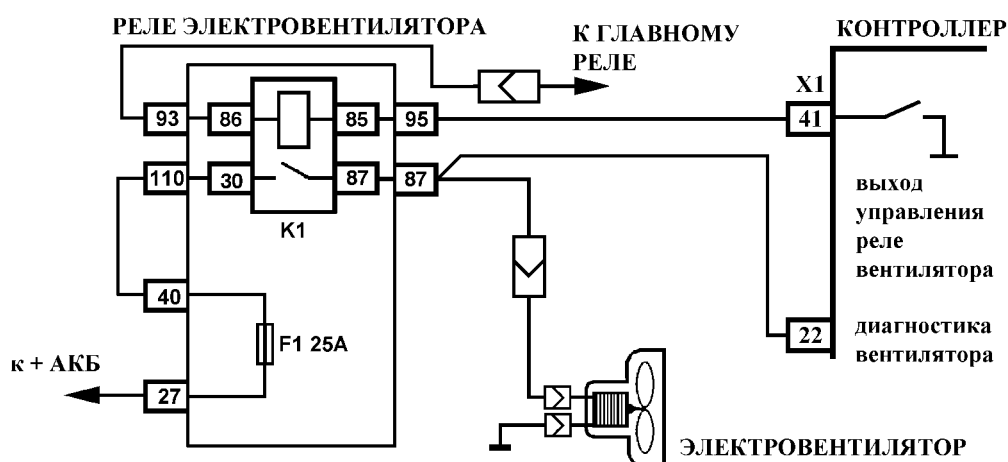 РЕЛЕ ЭЛЕКТРОВЕНТИЛЯТОРА
К ГЛАВНОМУ
РЕЛЕ
КОНТРОЛЛЕР
X1
93
86
85
95
41
110
30
87
87
K1
выход
управления
реле
вентилятора
40
F1 25A
22
диагностика
вентилятора
к + АКБ
27
ЭЛЕКТРОВЕНТИЛЯТОР